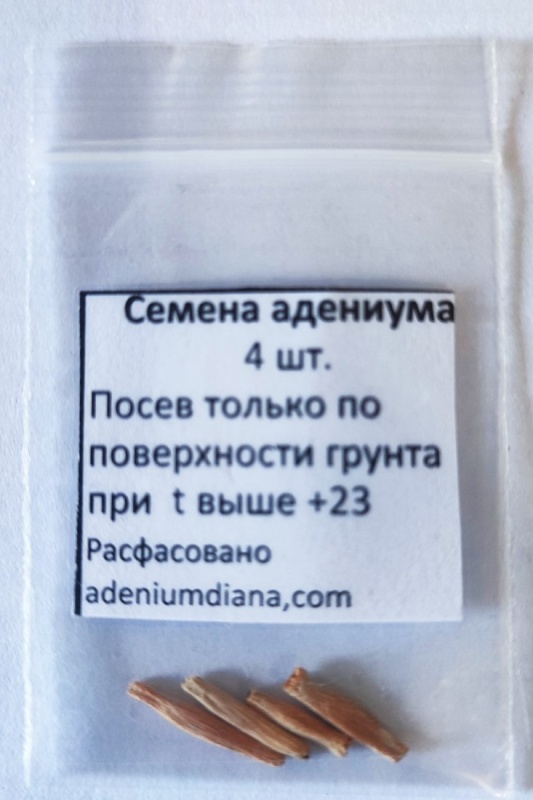 Семена адениума
4 шт.
Посев только по
поверхности грунта
при t выше +23
Расфасовано
adeniumdiana,com